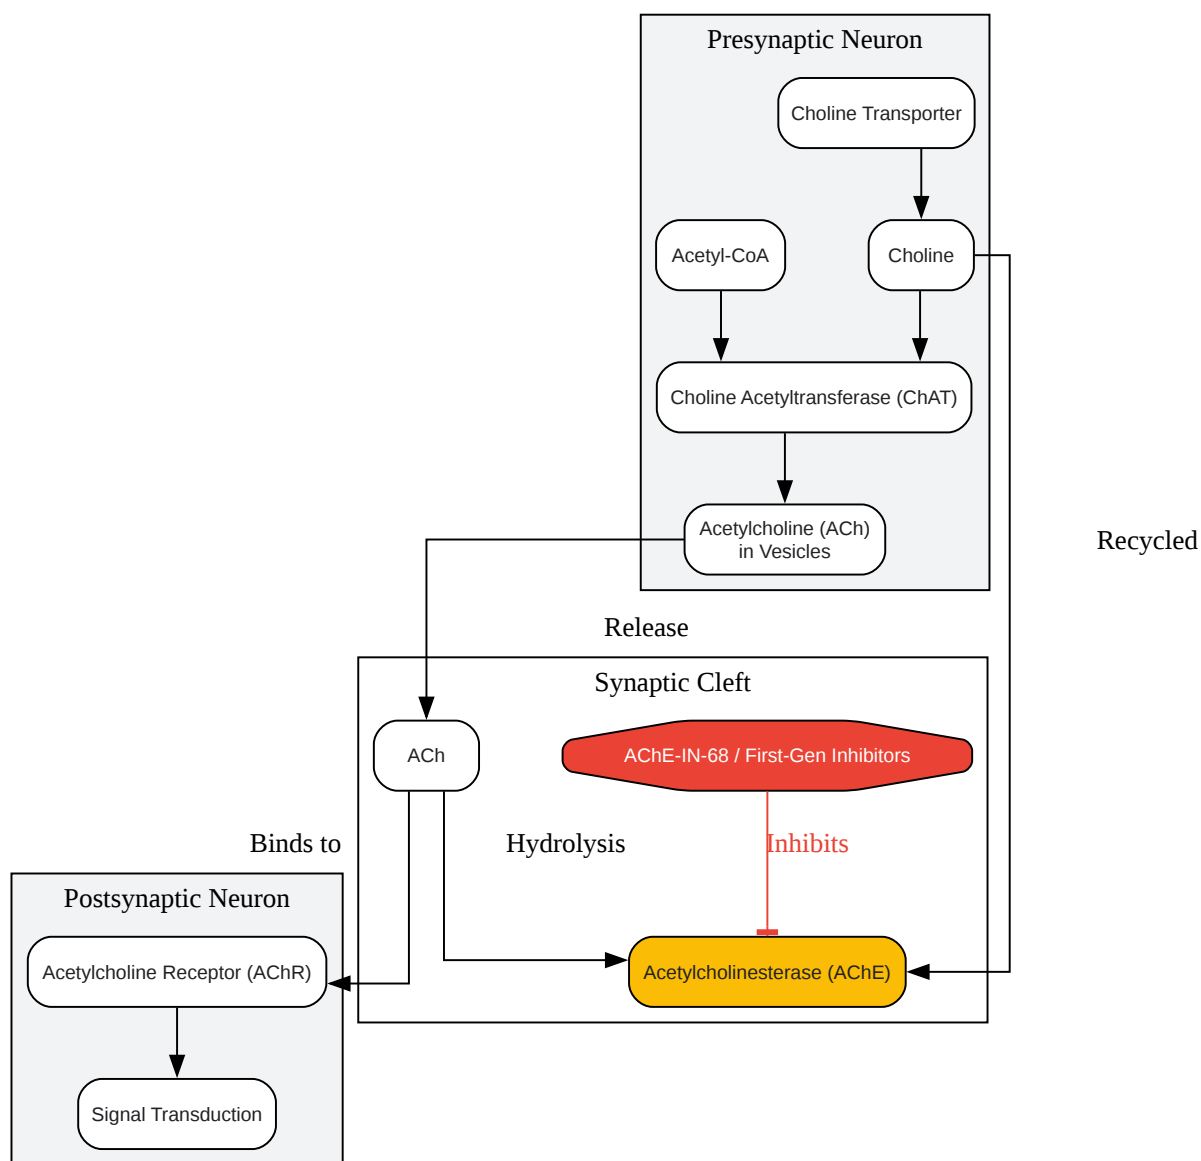 Presynaptic Neuron
Choline Transporter
Acetyl-CoA
Choline
Choline Acetyltransferase (ChAT)
Acetylcholine (ACh)
in Vesicles
Recycled
Release
Synaptic Cleft
ACh
AChE-IN-68 / First-Gen Inhibitors
Binds to
Hydrolysis
Inhibits
Postsynaptic Neuron
Acetylcholine Receptor (AChR)
Acetylcholinesterase (AChE)
Signal Transduction